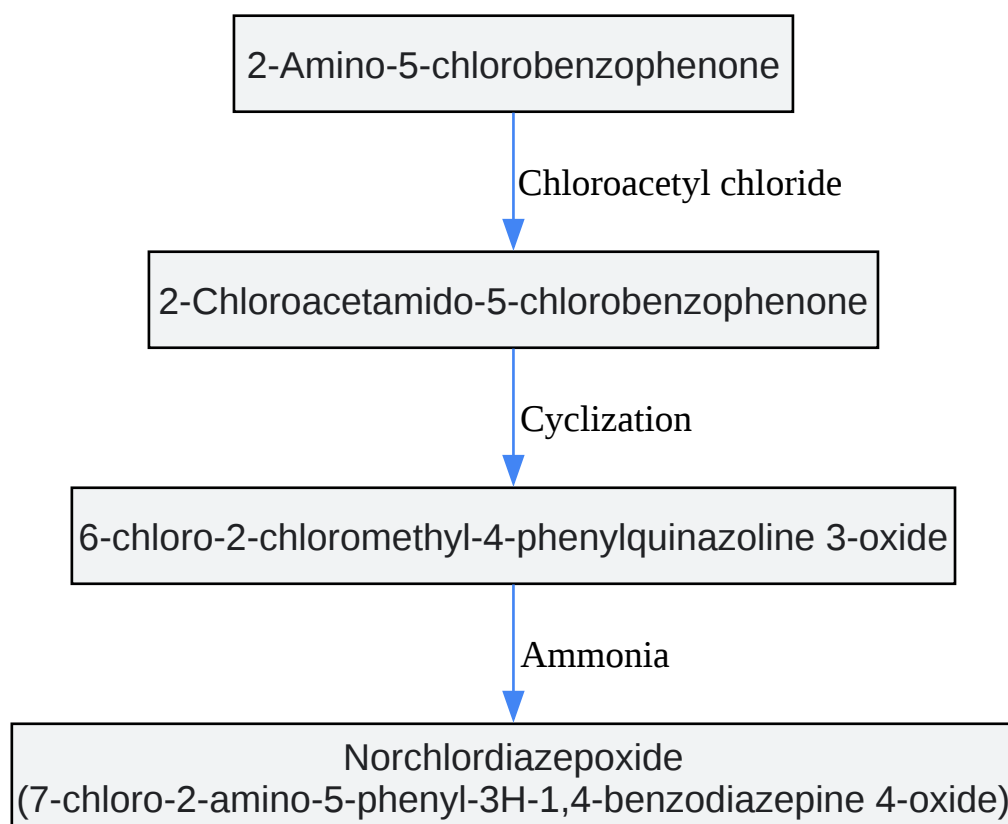 2-Amino-5-chlorobenzophenone
Chloroacetyl chloride
2-Chloroacetamido-5-chlorobenzophenone
Cyclization
6-chloro-2-chloromethyl-4-phenylquinazoline 3-oxide
Ammonia
Norchlordiazepoxide
(7-chloro-2-amino-5-phenyl-3H-1,4-benzodiazepine 4-oxide)